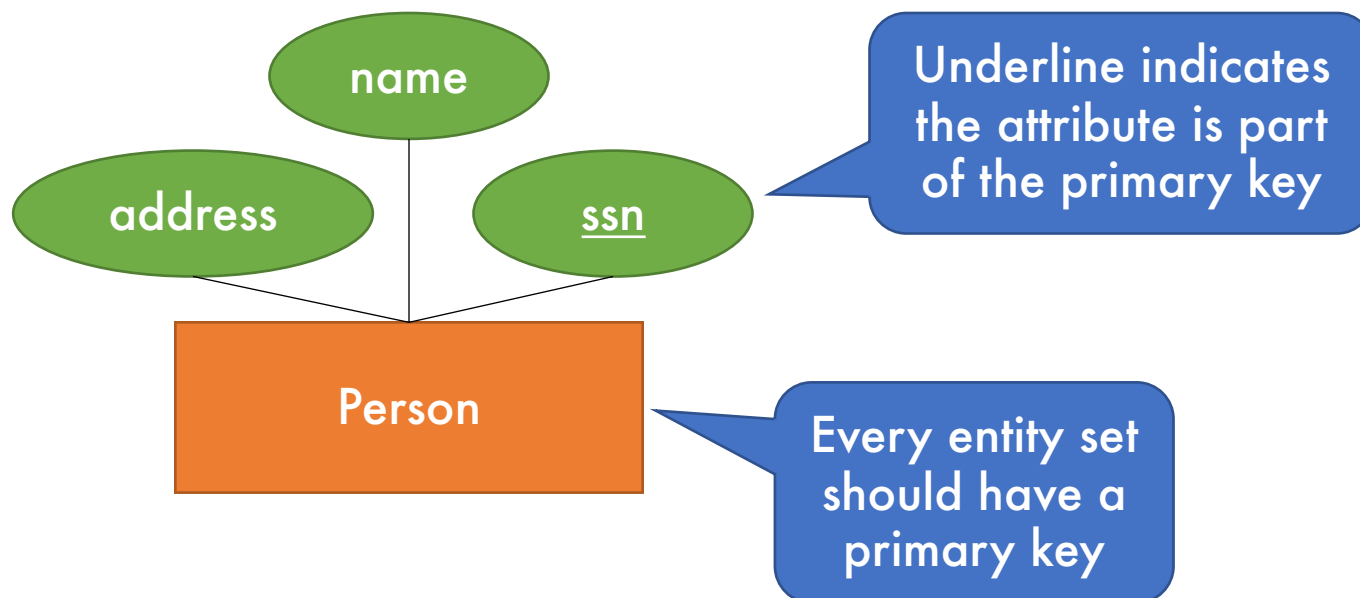 name
Underline indicates
the attribute is part
of the primary key
address
ssn
Person
Every entity set
should have a
primary key